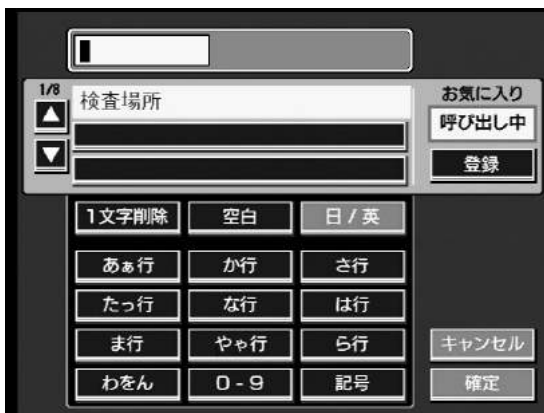 1/8
検査場所
お気に入り
呼び出し中
登録
1文字削除 空白 日/英
あぁ行 か行 さ行
たっ行 な行 は行
ま行 やゃ行 ら行
わをん 0-9 記号
キャンセル
確定